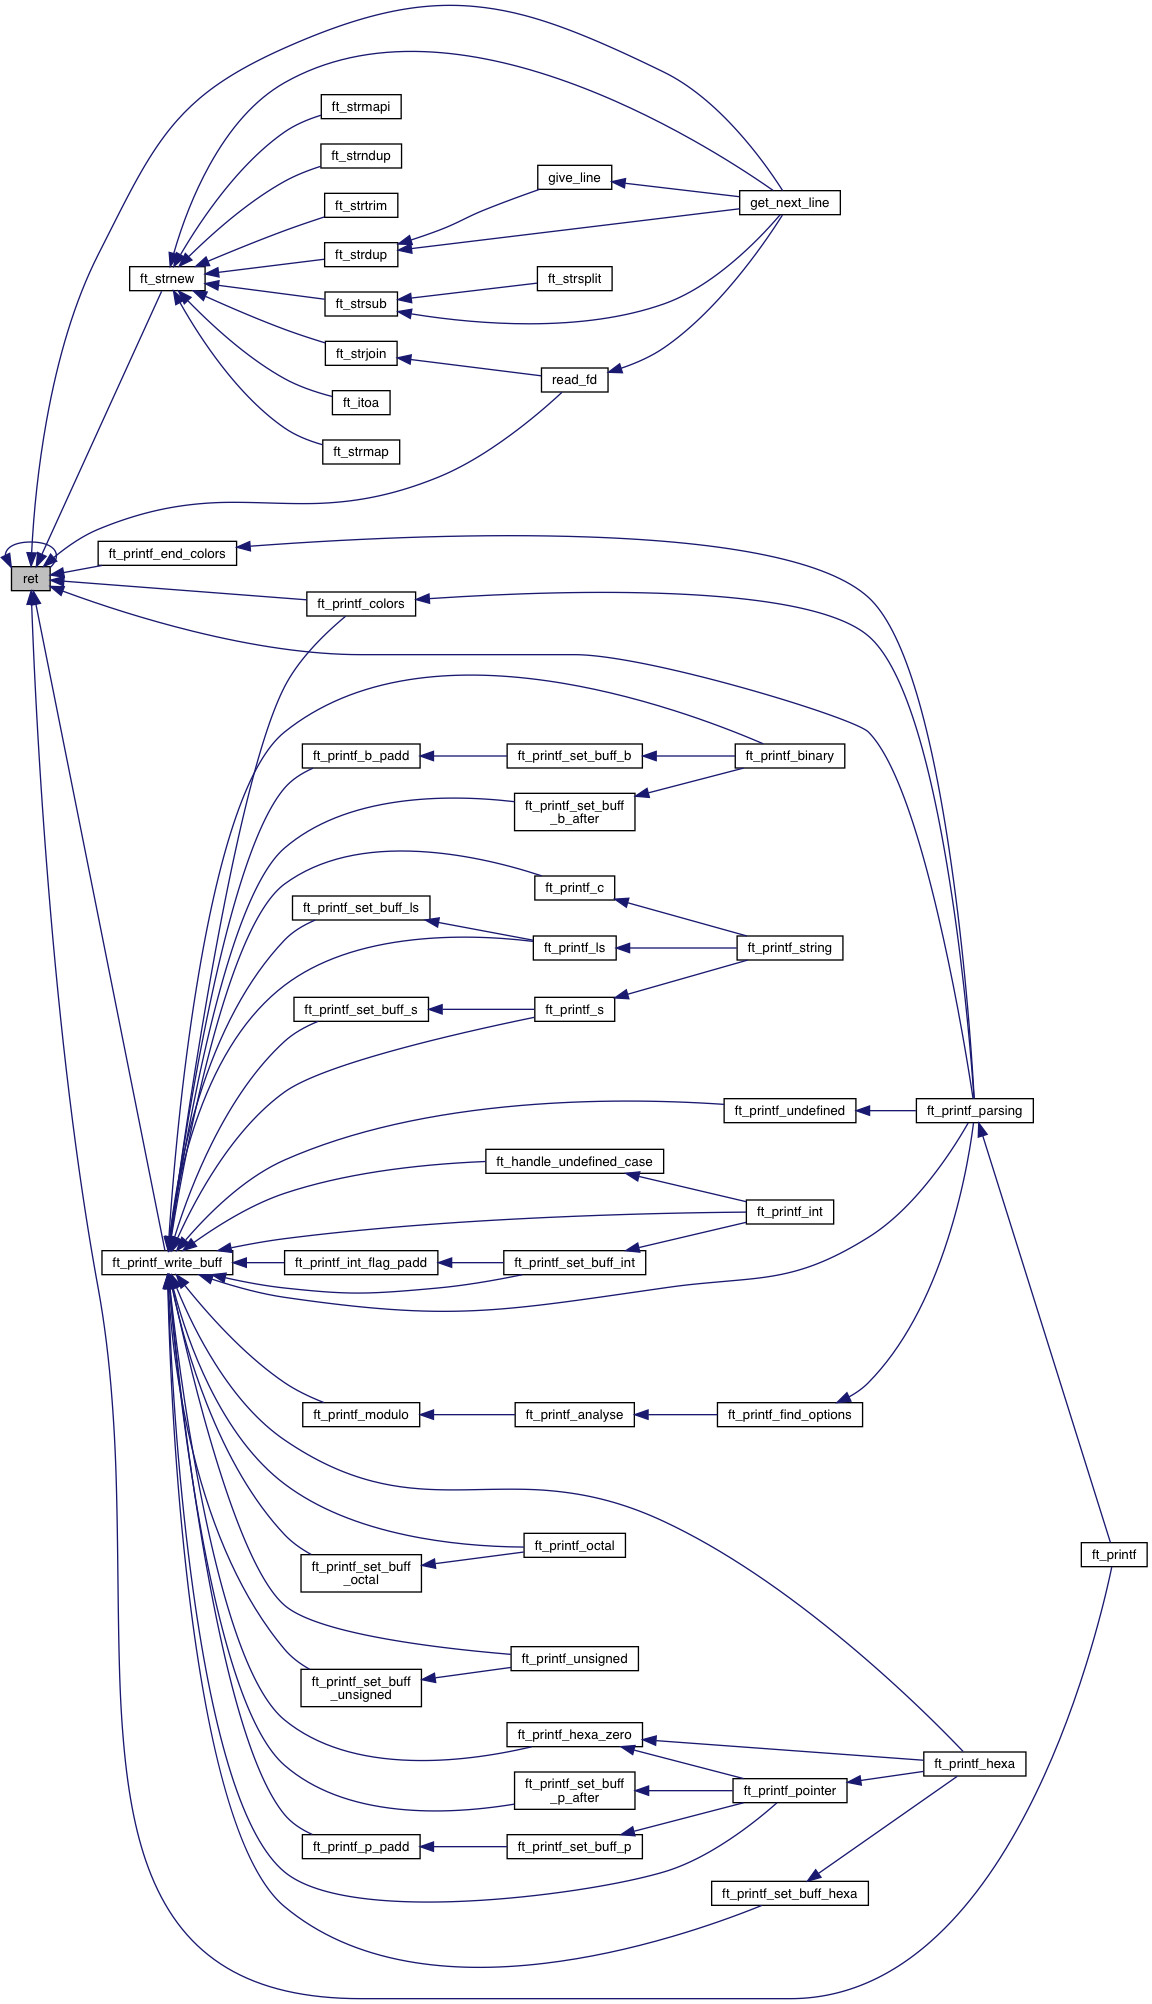 ft_strmapi
ft_strndup
give_line
ft_strtrim
get_next_line
ft_strdup
ft_strnew
ft_strsplit
ft_strsub
ft_strjoin
read_fd
ft_itoa
ft_strmap
ft_printf_end_colors
ret
ft_printf_colors
ft_printf_b_padd
ft_printf_set_buff_b
ft_printf_binary
ft_printf_set_buff
_b_after
ft_printf_c
ft_printf_set_buff_ls
ft_printf_ls
ft_printf_string
ft_printf_set_buff_s
ft_printf_s
ft_printf_undefined
ft_printf_parsing
ft_handle_undefined_case
ft_printf_int
ft_printf_write_buff
ft_printf_int_flag_padd
ft_printf_set_buff_int
ft_printf_modulo
ft_printf_analyse
ft_printf_find_options
ft_printf_octal
ft_printf
ft_printf_set_buff
_octal
ft_printf_unsigned
ft_printf_set_buff
_unsigned
ft_printf_hexa_zero
ft_printf_hexa
ft_printf_set_buff
_p_after
ft_printf_pointer
ft_printf_p_padd
ft_printf_set_buff_p
ft_printf_set_buff_hexa